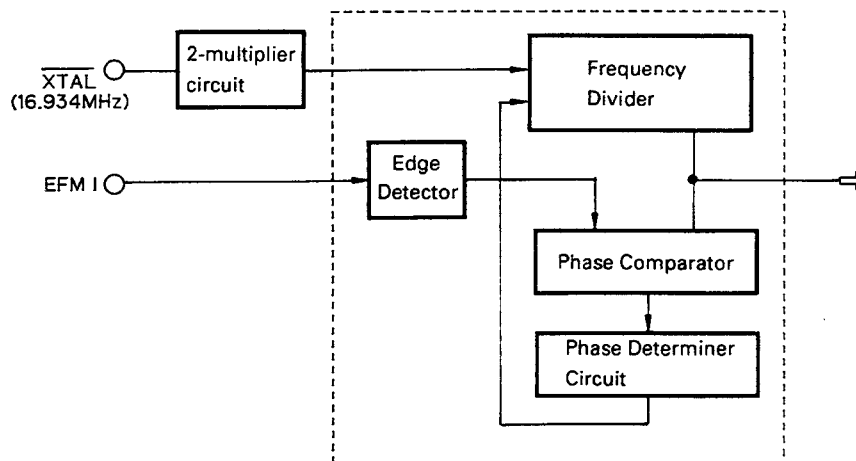 2-multiplier
circuit
XTAL
(16.934MHz)
Frequency
Divider
EFM I
Edge
Detector
Phase Comparator
Phase Determiner
Circuit